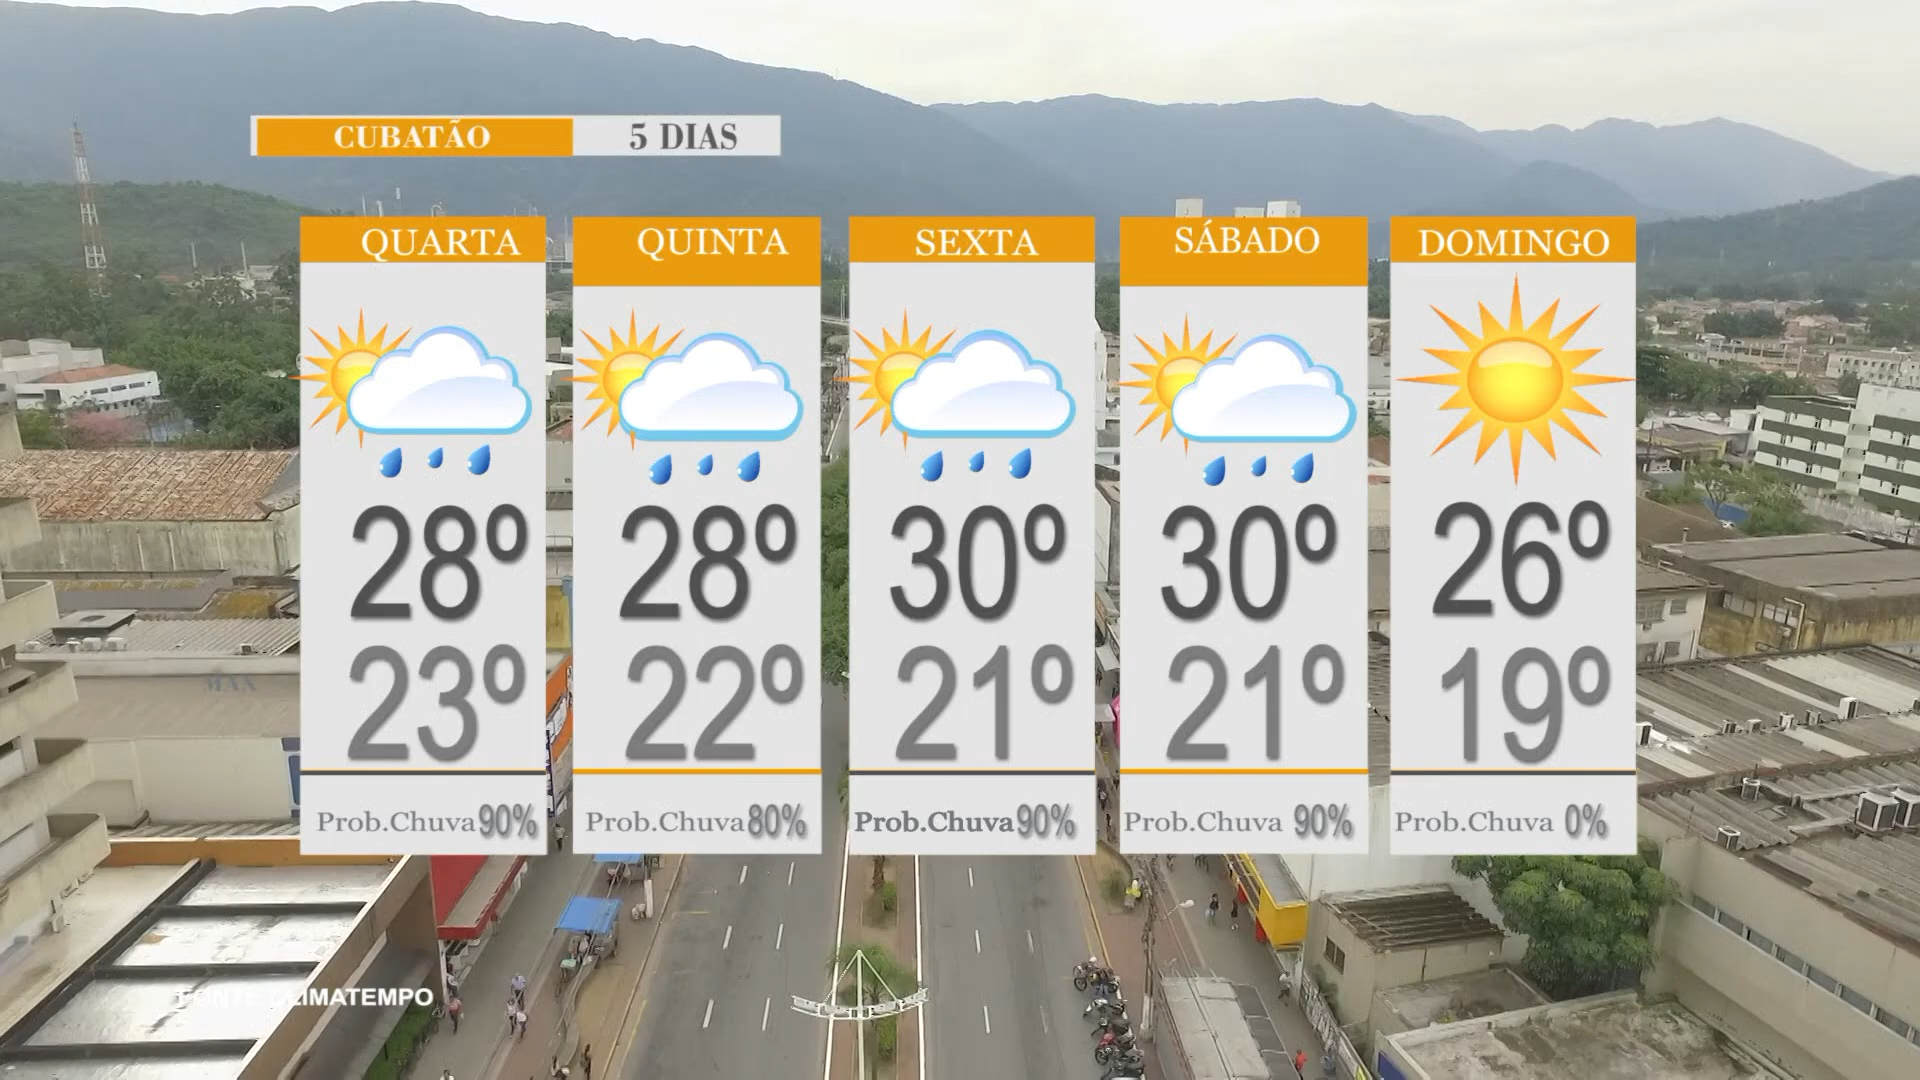 CUBATÃO 5 DIAS
QUARTA QUINTA SEXTA SÁBADO DOMINGO
28º 28º 30º 30º 26º
23º 22º 21º 21º 19º
Prob.Chuva 90% Prob.Chuva 80% Prob.Chuva 90% Prob.Chuva 90% Prob.Chuva 0%
FONTE CLIMATEMPO